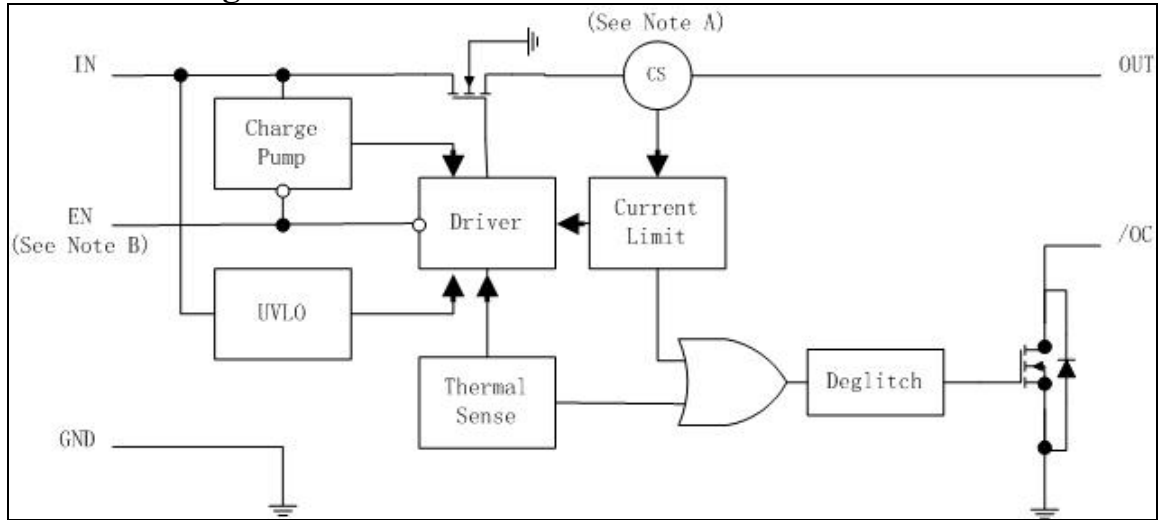 (See Note A)
IN
CS
OUT
Charge
Pump
EN
(See Note B)
Driver
Current
Limit
/OC
UVLO
Thermal
Sense
Deglitch
GND